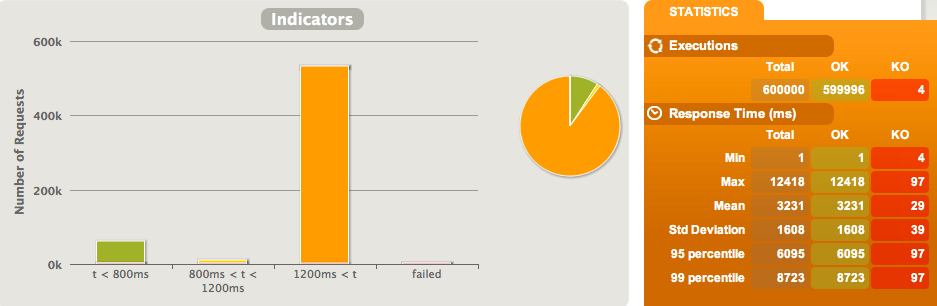 Indicators
600k
400k
200k
0k
Number of Requests
t < 800ms
800ms < t <
1200ms
1200ms < t
failed
STATISTICS
Executions
Total OK KO
600000 599996 4
Response Time (ms)
Total OK KO
Min 1 1 4
Max 12418 12418 97
Mean 3231 3231 29
Std Deviation 1608 1608 39
95 percentile 6095 6095 97
99 percentile 8723 8723 97